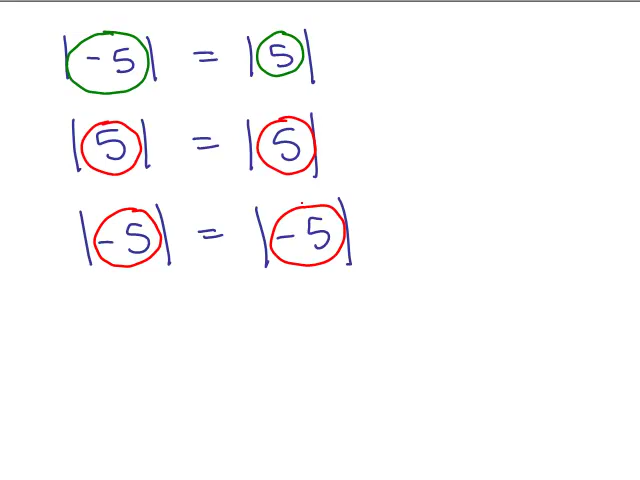 |-5| = |5|
|5| = |5|
|-5| = |-5|